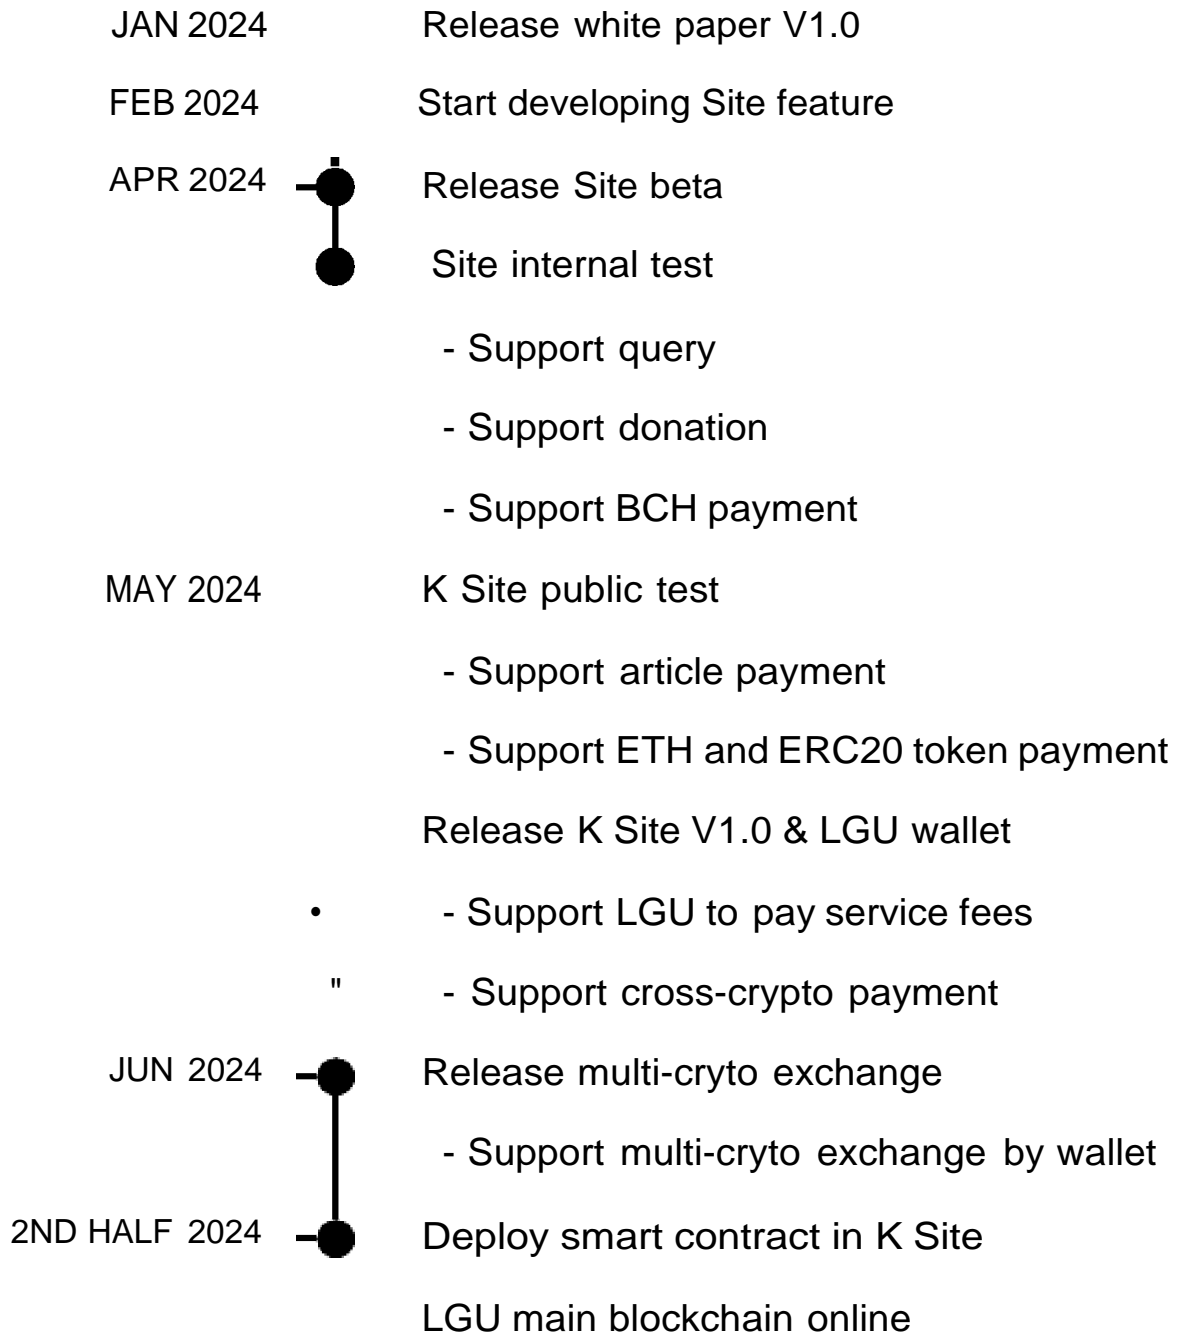 JAN 2024 Release white paper V1.0
FEB 2024 Start developing Site feature
APR 2024 Release Site beta
Site internal test
- Support query
- Support donation
- Support BCH payment
MAY 2024 K Site public test
- Support article payment
- Support ETH and ERC20 token payment
Release K Site V1.0 & LGU wallet
• - Support LGU to pay service fees
" - Support cross-crypto payment
JUN 2024 Release multi-cryto exchange
- Support multi-cryto exchange by wallet
2ND HALF 2024 Deploy smart contract in K Site
LGU main blockchain online